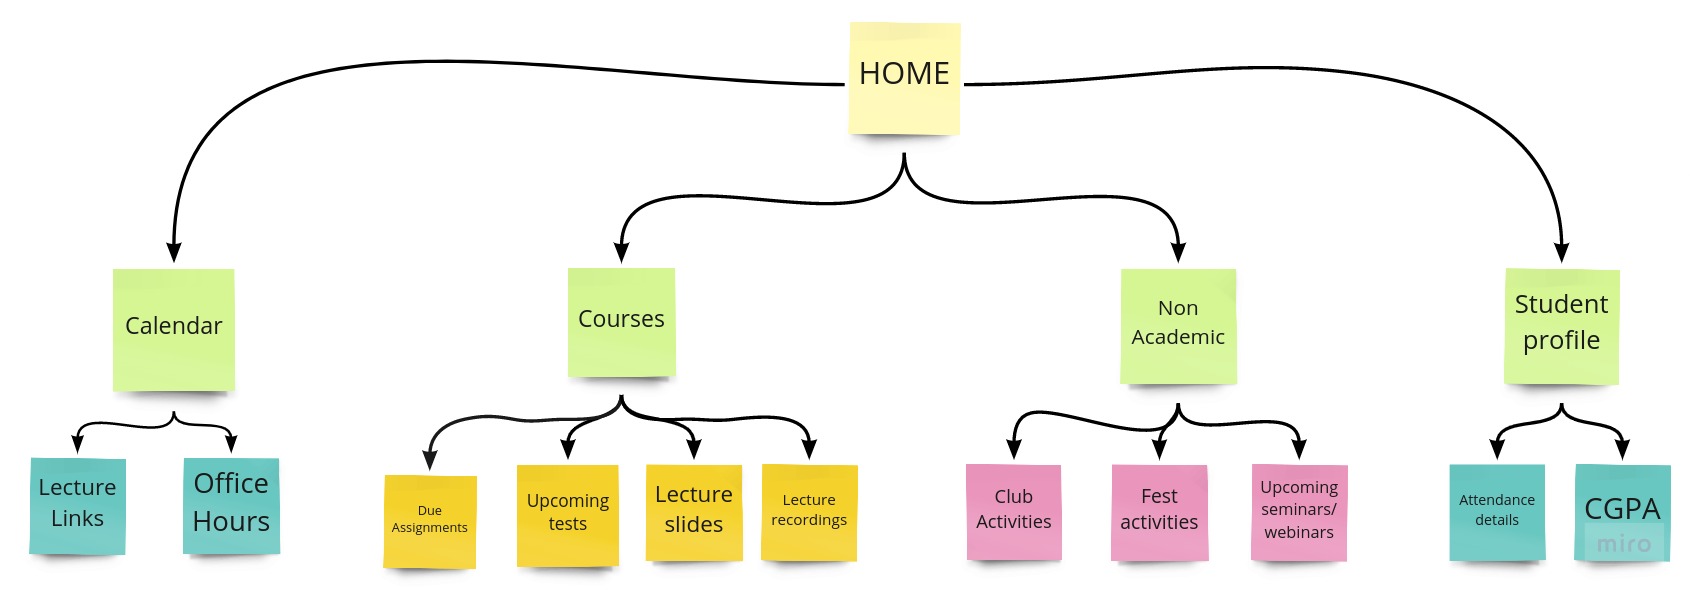 HOME
Calendar
Courses
Non
Academic
Student
profile
Lecture
Links
Office
Hours
Due
Assignments
Upcoming
tests
Lecture
slides
Lecture
recordings
Club
Activities
Fest
activities
Upcoming
seminars/
webinars
Attendance
details
CGPA
miro